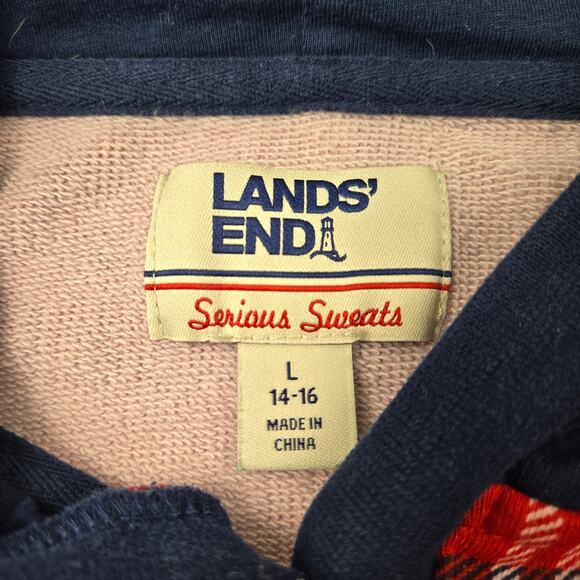 LANDS'
END
Serious Sweats
L
14-16
MADE IN
CHINA